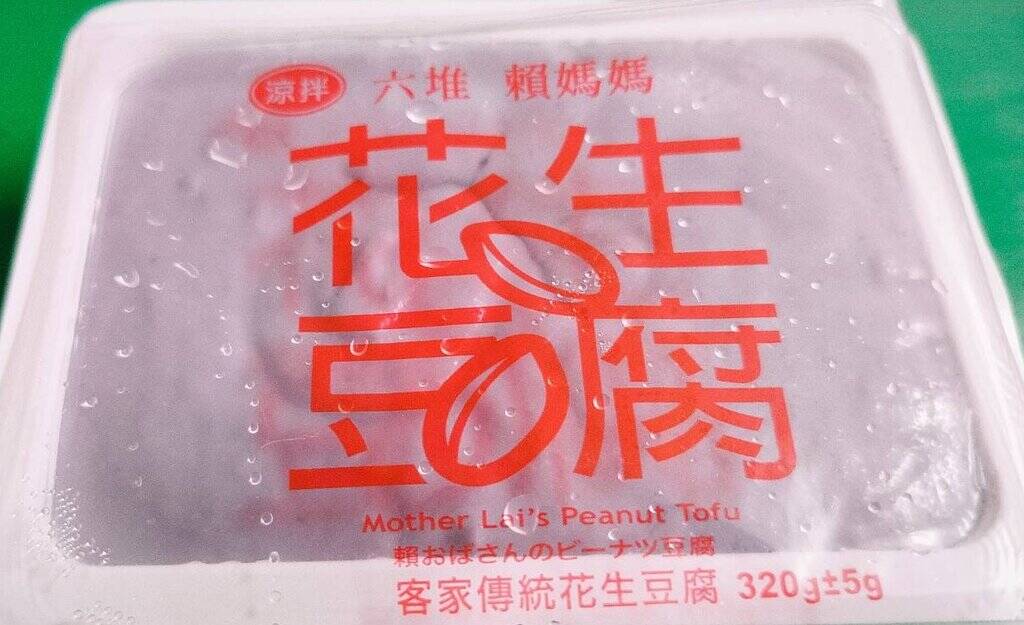 涼拌 六堆 賴媽媽
花生
豆腐
Mother Lai's Peanut Tofu
賴おばさんのビーナツ豆腐
客家傳統花生豆腐 320g±5g